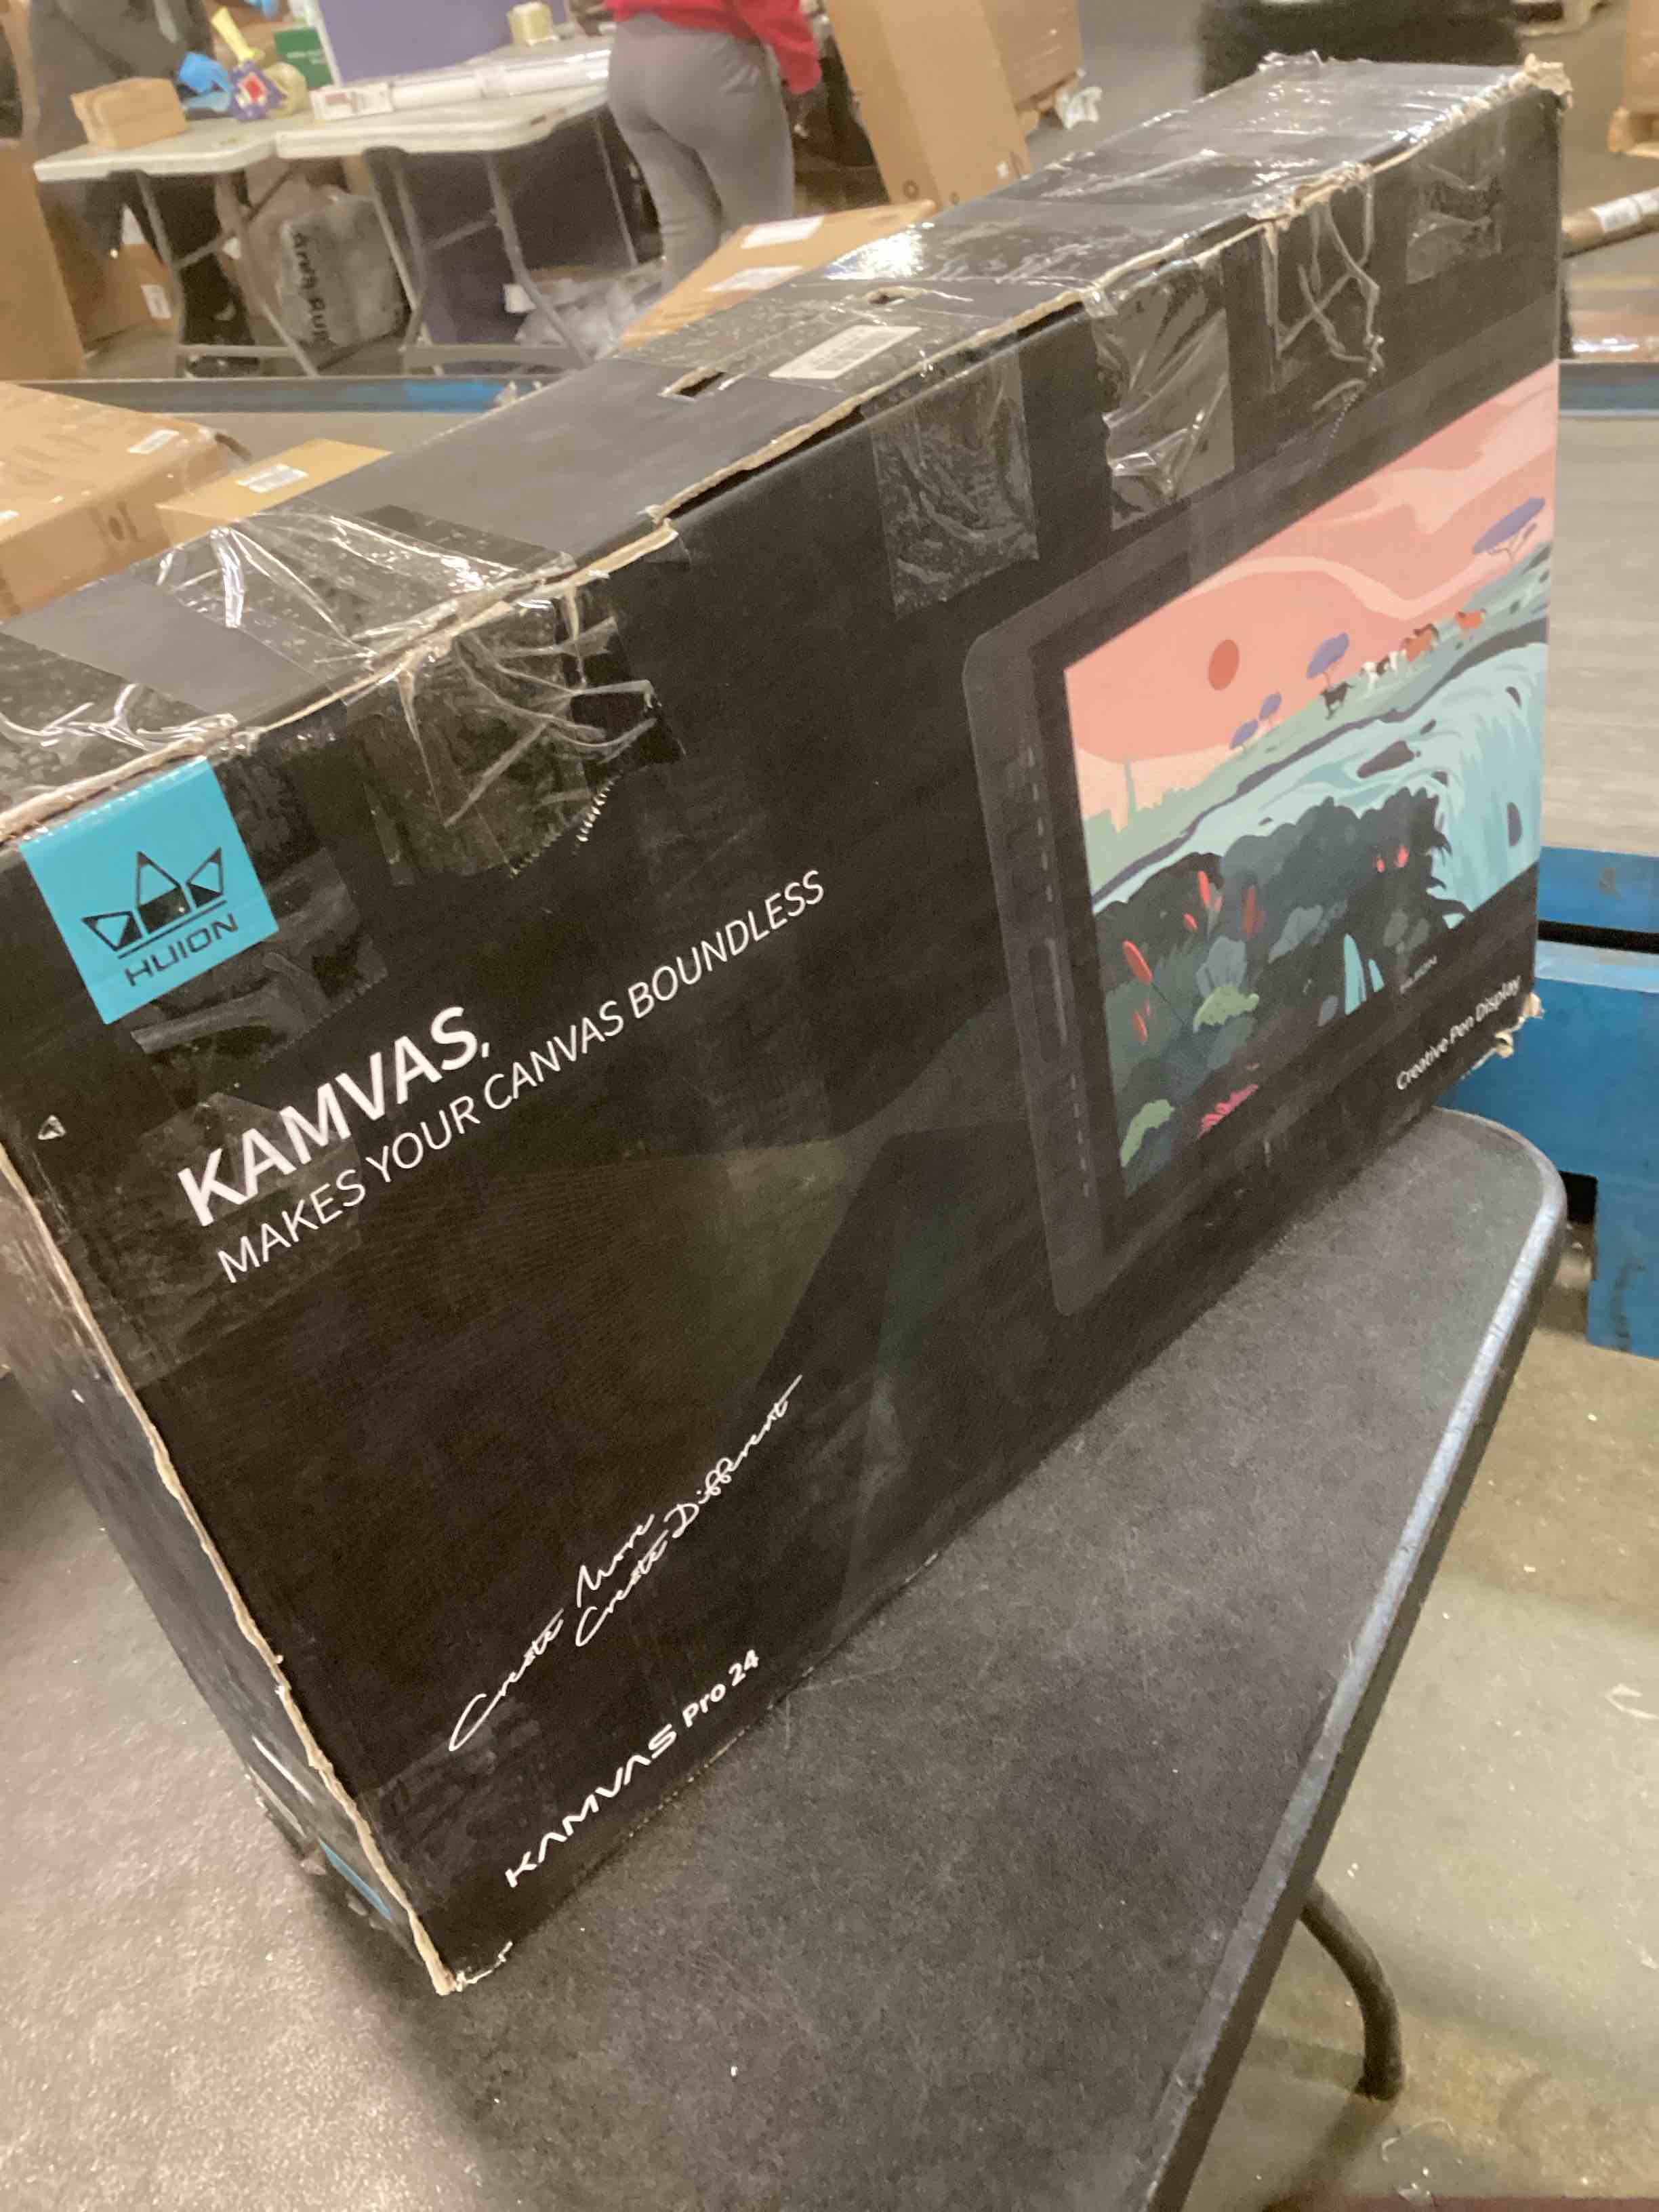 HUION
KAMVAS,
MAKES YOUR CANVAS BOUNDLESS
Creative Pen Display
Create More
Create Different
KAMVAS Pro 24